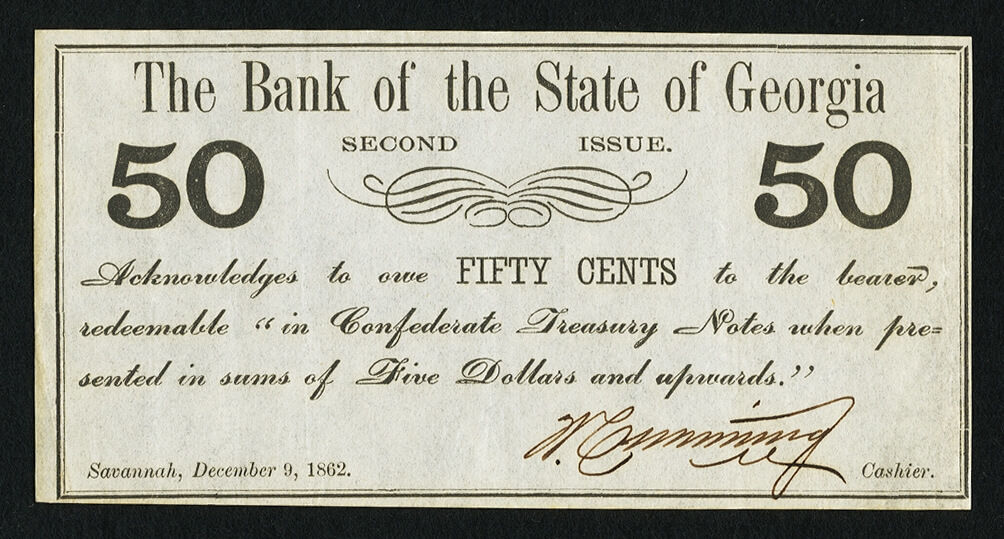 The Bank of the State of Georgia
50 SECOND ISSUE. 50
Acknowledges to owe FIFTY CENTS to the bearer,
redeemable “in Confederate Treasury Notes when pre=
sented in sums of Five Dollars and upwards.”
W. Cumming
Savannah, December 9, 1862. Cashier.